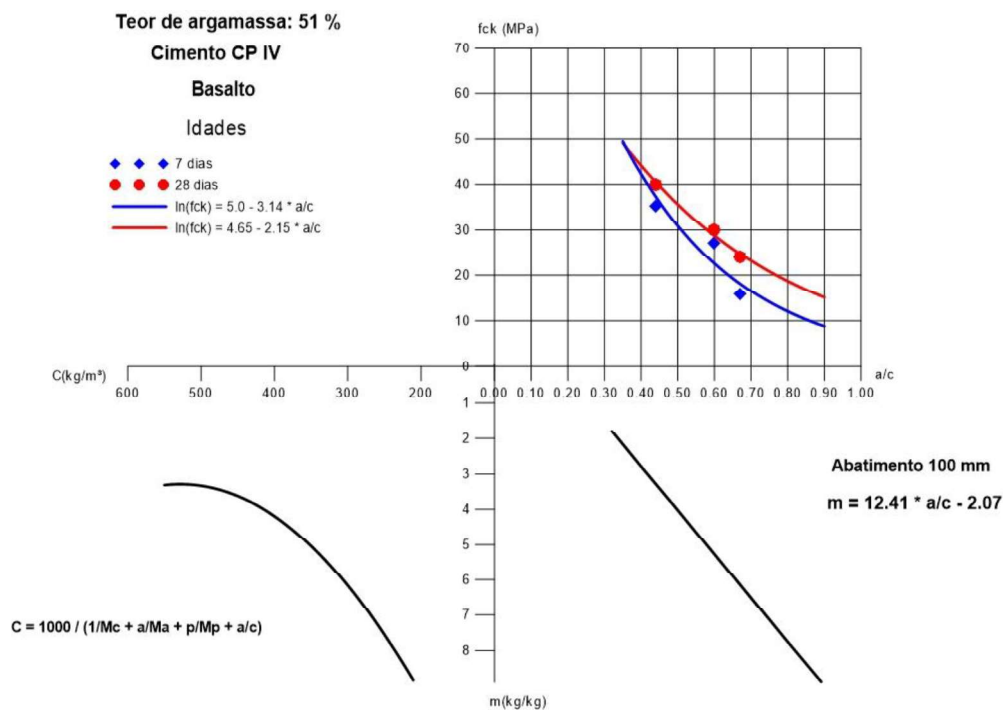 Teor de argamassa: 51 %
Cimento CP IV
Basalto
Idades
7 dias
28 dias
ln(fck) = 5.0 - 3.14 * a/c
ln(fck) = 4.65 - 2.15 * a/c
fck (MPa)
70
60
50
40
30
20
10
0
C(kg/m³)
a/c
600 500 400 300 200 0.00 0.10 0.20 0.30 0.40 0.50 0.60 0.70 0.80 0.90 1.00
1
2
3
4
5
6
7
8
m(kg/kg)
Abatimento 100 mm
m = 12.41 * a/c - 2.07
C = 1000 / (1/Mc + a/Ma + p/Mp + a/c)